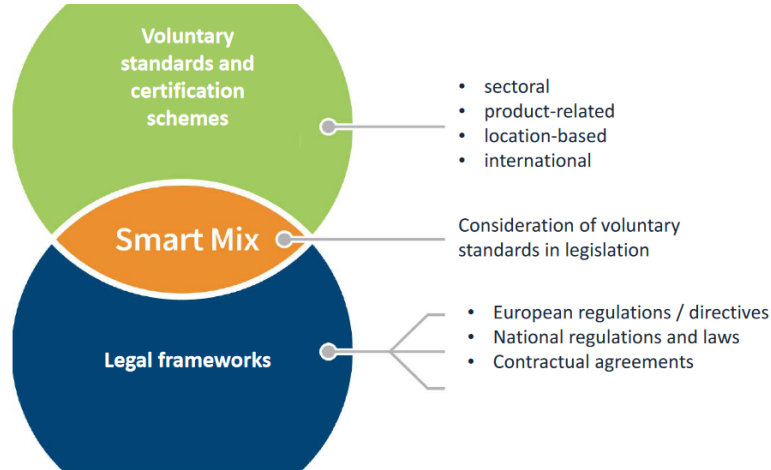 Voluntary
standards and
certification
schemes
• sectoral
• product-related
• location-based
• international
Smart Mix
Consideration of voluntary
standards in legislation
Legal frameworks
• European regulations / directives
• National regulations and laws
• Contractual agreements